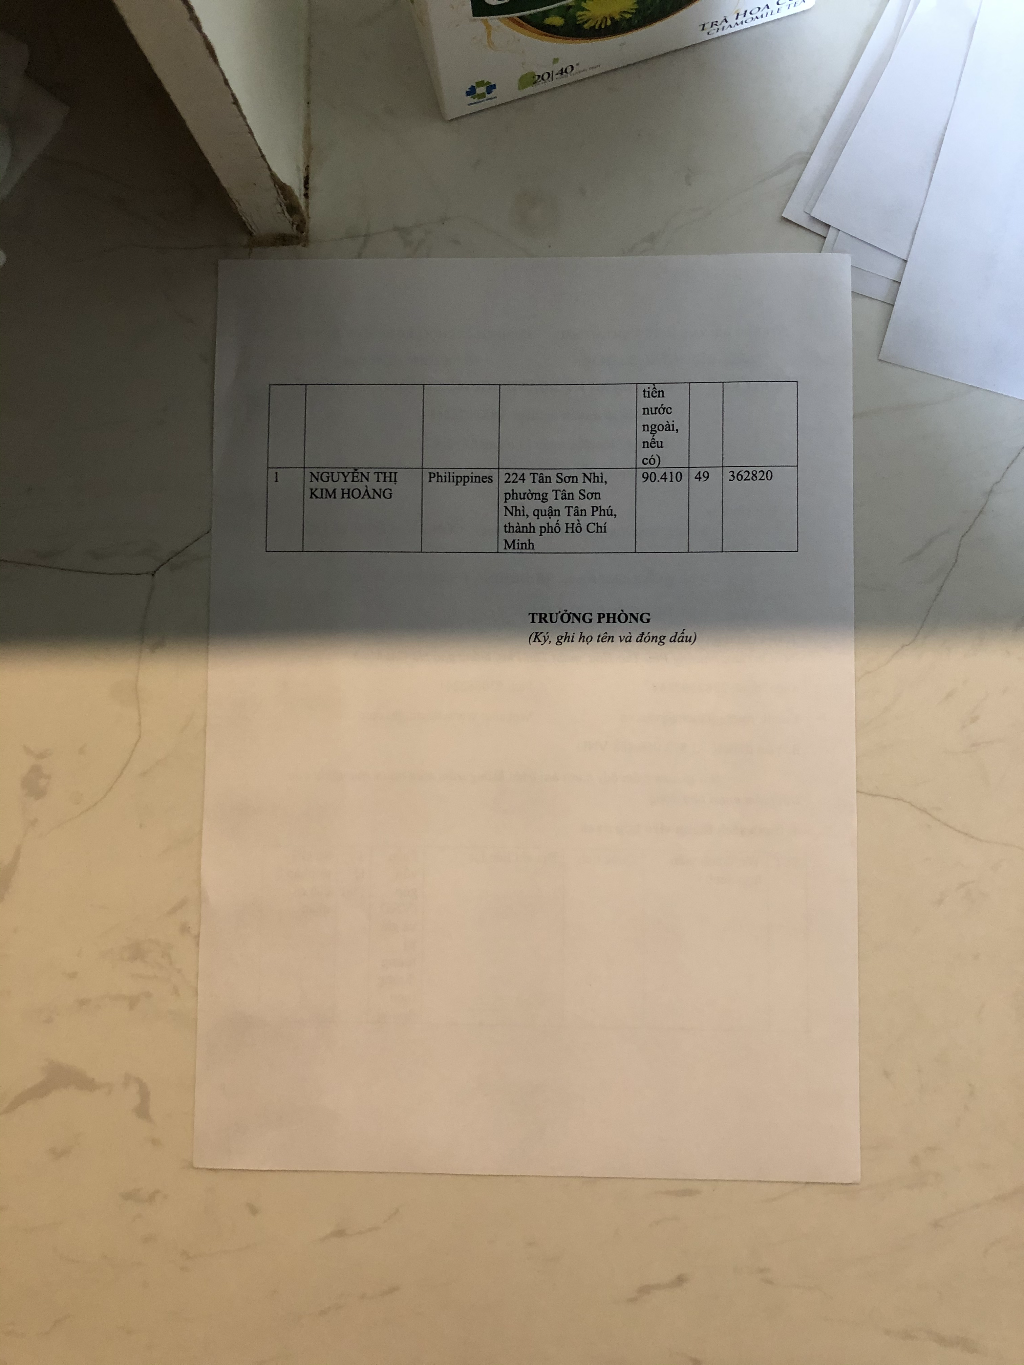 TRÀ HOA
CHAMOMILE TEA
20|40
tiền
nước
ngoài,
nếu
có)
1 NGUYỄN THỊ Philippines 224 Tân Sơn Nhì, 90.410 49 362820
KIM HOÀNG phường Tân Sơn
Nhì, quận Tân Phú,
thành phố Hồ Chí
Minh
TRƯỞNG PHÒNG
(Ký, ghi họ tên và đóng dấu)